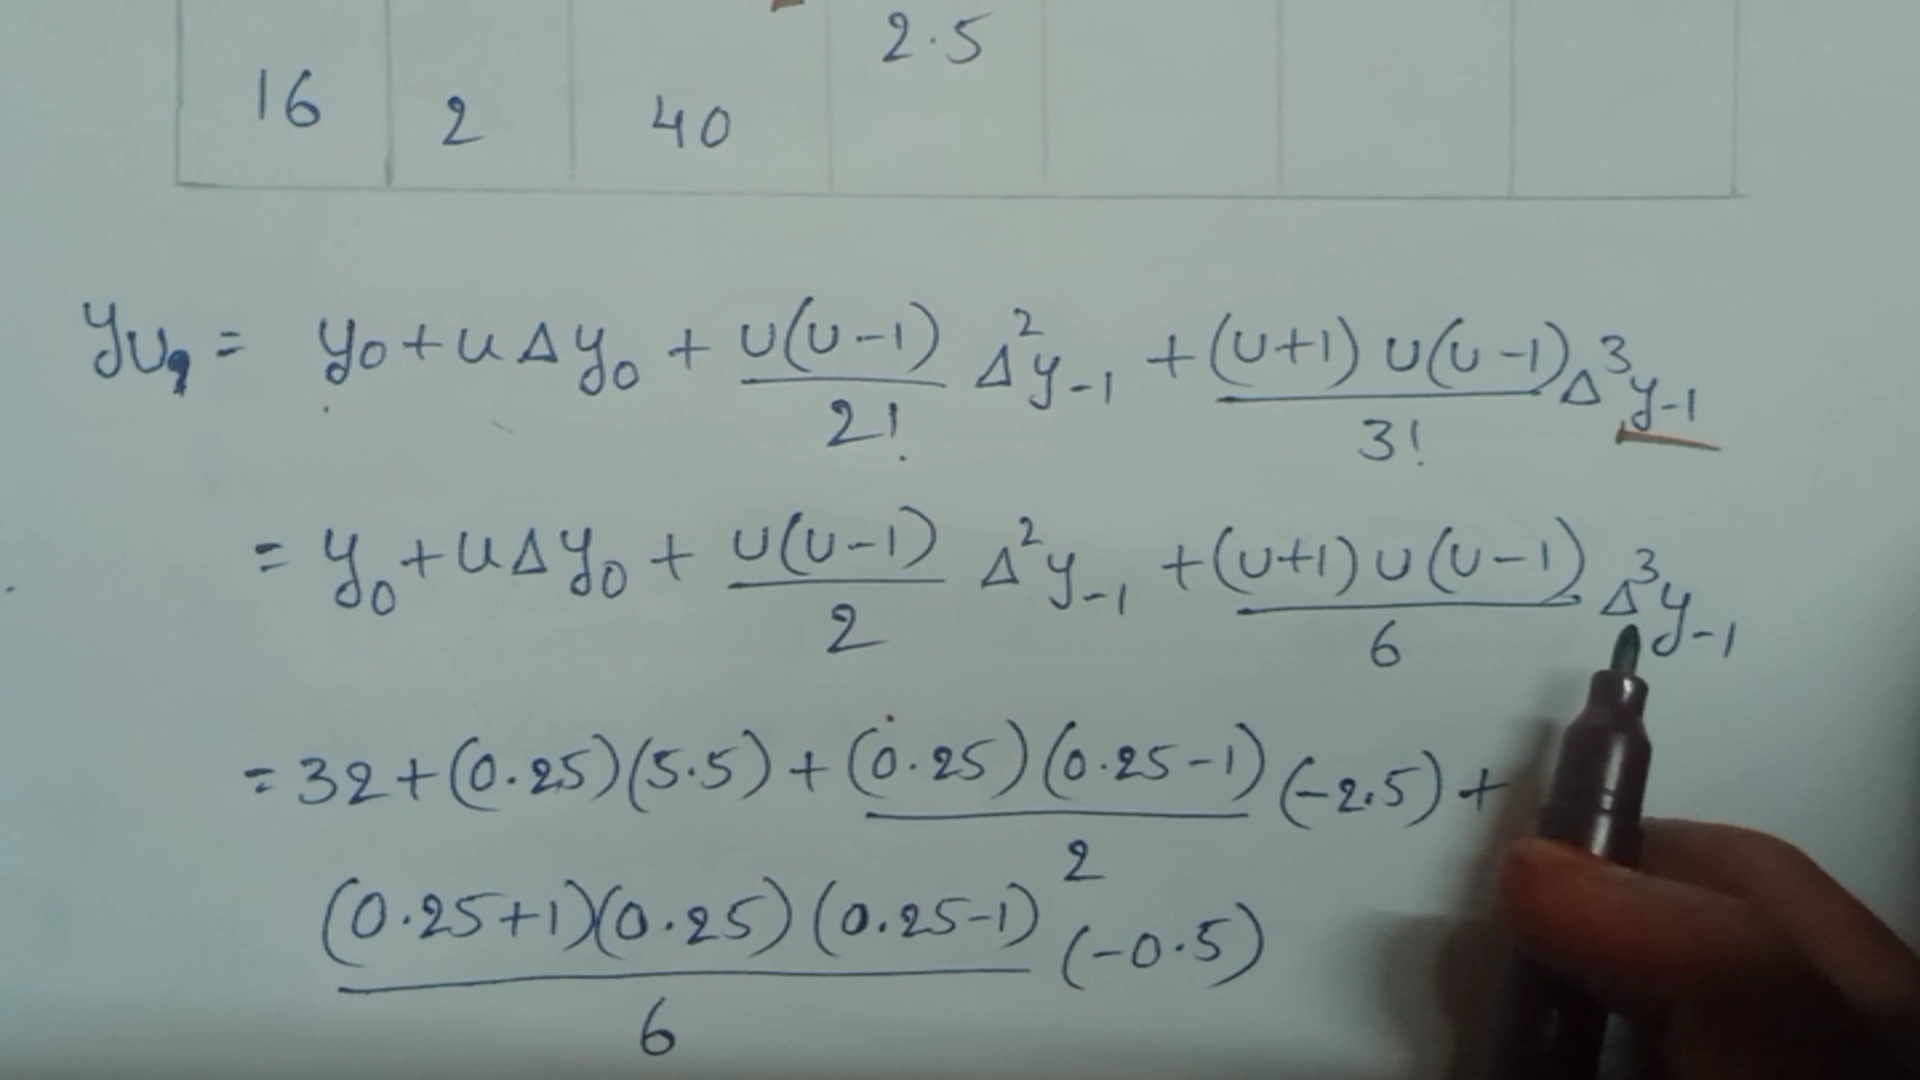 2.5
16 2 40
yu, = y₀ + uΔy₀ + u(u-1)/2! Δ²y₋₁ + (u+1)u(u-1)/3! Δ³y₋₁
= y₀ + uΔy₀ + u(u-1)/2 Δ²y₋₁ + (u+1)u(u-1)/6 Δ³y₋₁
= 32 + (0.25)(5.5) + (0.25)(0.25-1)/2 (-2.5) +
(0.25+1)(0.25)(0.25-1)/6 (-0.5)